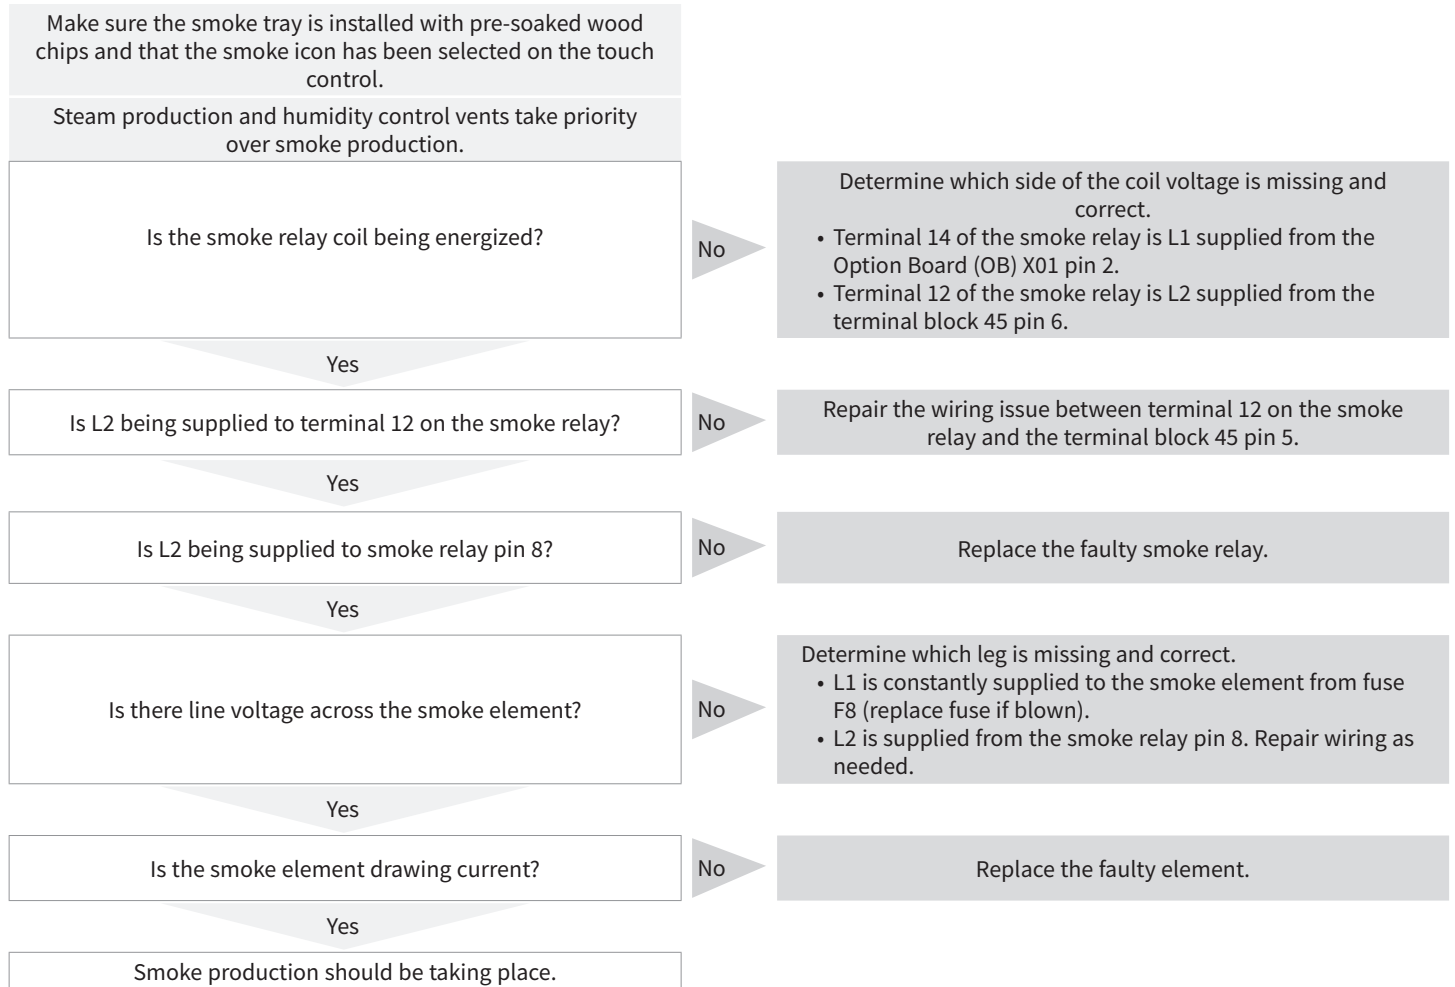 Make sure the smoke tray is installed with pre-soaked wood
chips and that the smoke icon has been selected on the touch
control.
Steam production and humidity control vents take priority
over smoke production.
Is the smoke relay coil being energized?
No
Determine which side of the coil voltage is missing and
correct.
• Terminal 14 of the smoke relay is L1 supplied from the
Option Board (OB) X01 pin 2.
• Terminal 12 of the smoke relay is L2 supplied from the
terminal block 45 pin 6.
Yes
Is L2 being supplied to terminal 12 on the smoke relay?
No
Repair the wiring issue between terminal 12 on the smoke
relay and the terminal block 45 pin 5.
Yes
Is L2 being supplied to smoke relay pin 8?
No
Replace the faulty smoke relay.
Yes
Is there line voltage across the smoke element?
No
Determine which leg is missing and correct.
• L1 is constantly supplied to the smoke element from fuse
F8 (replace fuse if blown).
• L2 is supplied from the smoke relay pin 8. Repair wiring as
needed.
Yes
Is the smoke element drawing current?
No
Replace the faulty element.
Yes
Smoke production should be taking place.